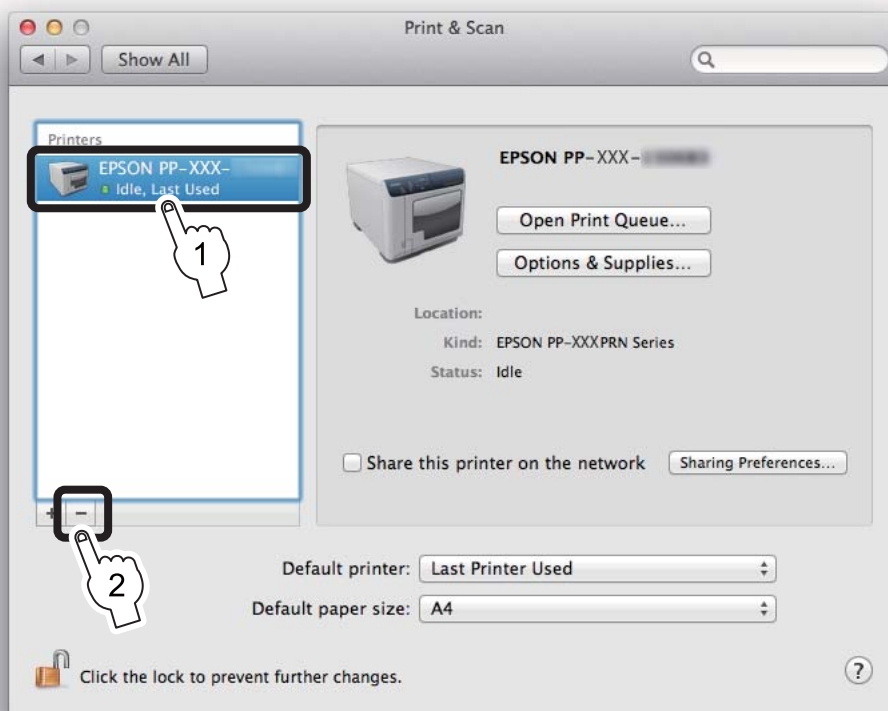 Print & Scan
Show All
Printers
EPSON PP-XXX-
Idle, Last Used
1
EPSON PP-XXX-
Open Print Queue...
Options & Supplies...
Location:
Kind: EPSON PP-XXXPRN Series
Status: Idle
Share this printer on the network Sharing Preferences...
+ −
2
Default printer: Last Printer Used
Default paper size: A4
Click the lock to prevent further changes. ?